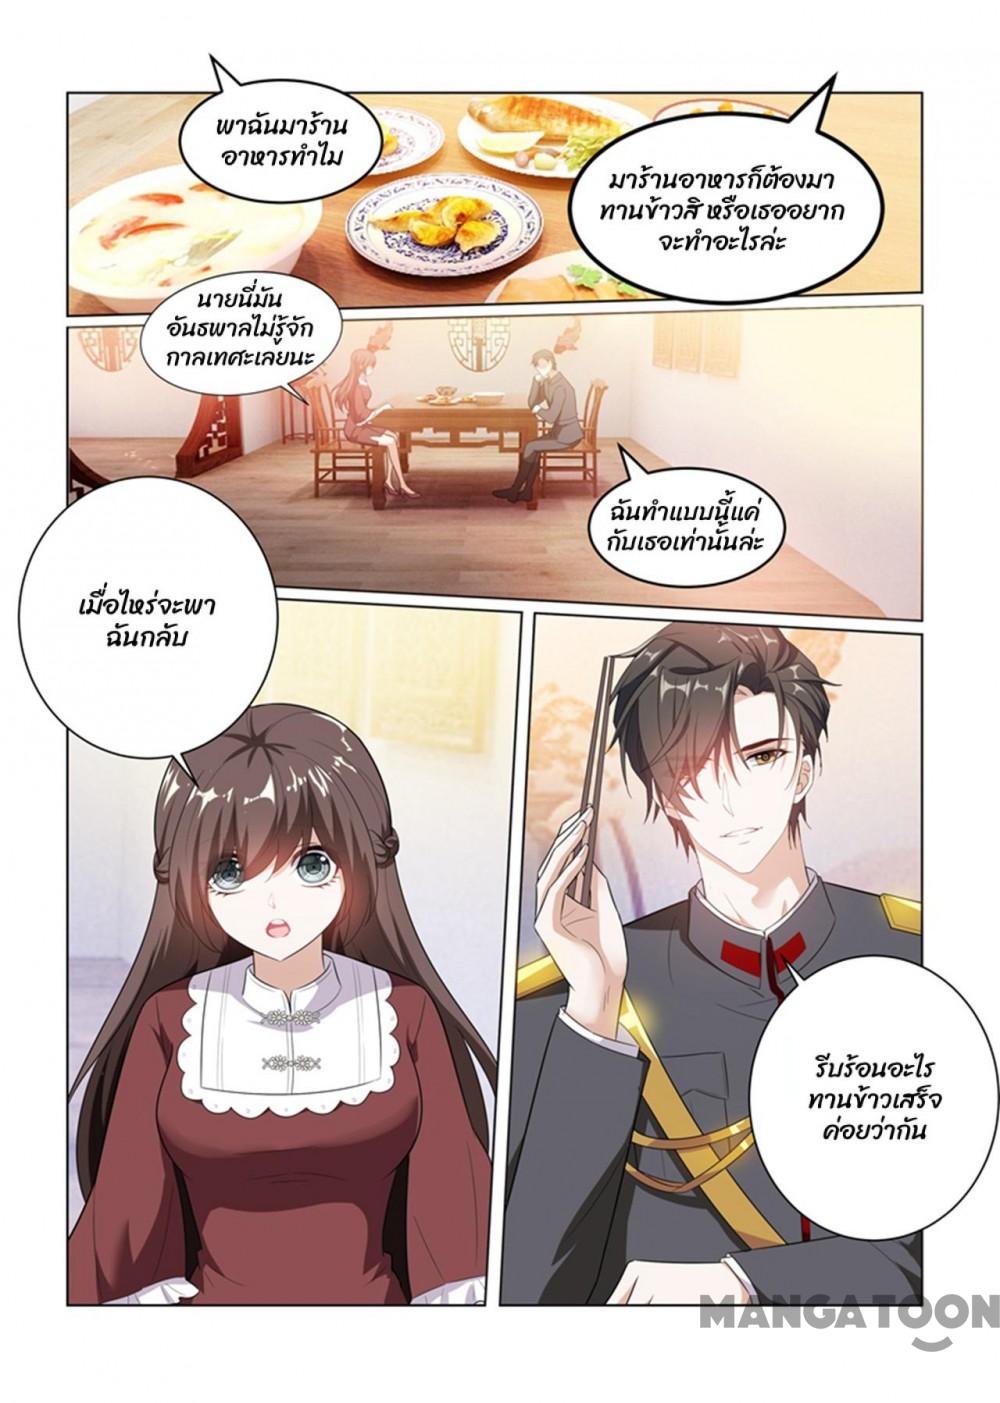 พาฉันมาร้าน
อาหารทำไม
มาร้านอาหารก็ต้องมา
ทานข้าวสิ หรือเธออยาก
จะทำอะไรล่ะ
นายนี่มัน
อันธพาลไม่รู้จัก
กาลเทศะเลยนะ
ฉันทำแบบนี้แค่
กับเธอเท่านั้นล่ะ
เมื่อไหร่จะพา
ฉันกลับ
รีบร้อนอะไร
ทานข้าวเสร็จ
ค่อยว่ากัน
MANGATOON